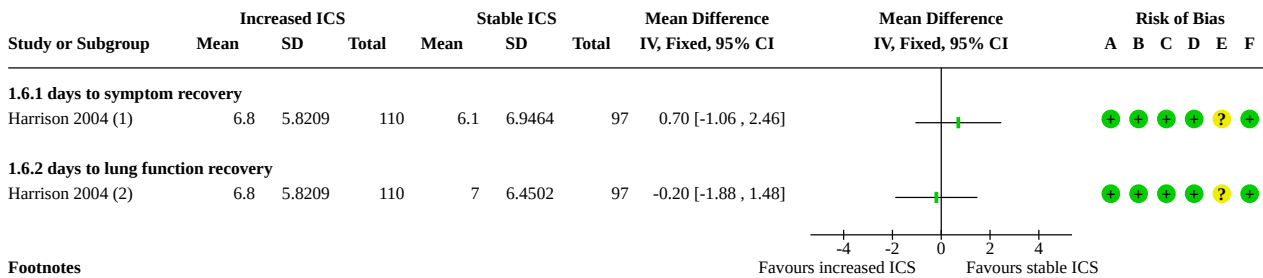 Increased ICS Stable ICS Mean Difference Mean Difference Risk of Bias
Study or Subgroup Mean SD Total Mean SD Total IV, Fixed, 95% CI IV, Fixed, 95% CI A B C D E F
1.6.1 days to symptom recovery
Harrison 2004 (1) 6.8 5.8209 110 6.1 6.9464 97 0.70 [-1.06 , 2.46] + + + + ? +
1.6.2 days to lung function recovery
Harrison 2004 (2) 6.8 5.8209 110 7 6.4502 97 -0.20 [-1.88 , 1.48] + + + + ? +
-4 -2 0 2 4
Favours increased ICS Favours stable ICS
Footnotes